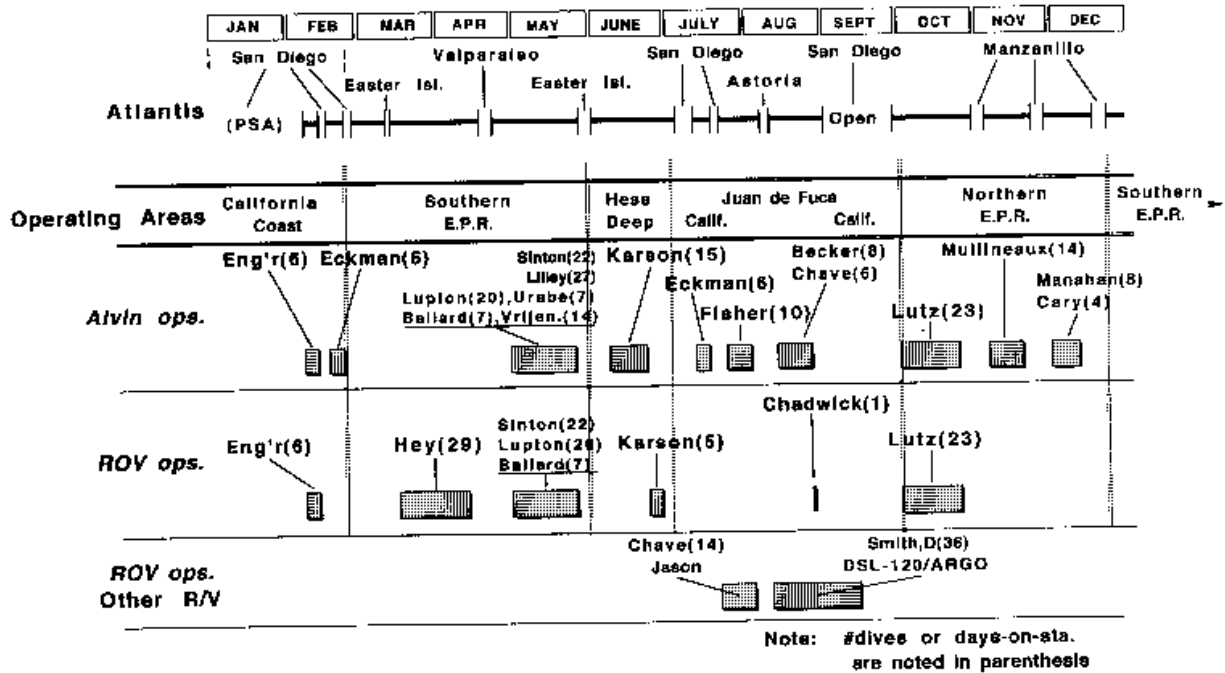 JAN FEB MAR APR MAY JUNE JULY AUG SEPT OCT NOV DEC
San Diego Valparaiso San Diego San Diego Manzanillo
Easter Isl. Easter Isl. Astoria
Atlantis (PSA) Open
Operating Areas
California Coast
Southern E.P.R.
Hess Deep
Juan de Fuca
Calif. Calif.
Northern E.P.R.
Southern E.P.R.
Alvin ops.
Eng'r(6) Eckman(6)
Sinton(22)
Lilley(27)
Lupton(20),Urabe(7)
Ballard(7),Vrijen.(14)
Karson(15)
Eckman(6)
Fisher(10)
Becker(8)
Chave(6)
Lutz(23)
Mullineaux(14)
Manahan(8)
Cary(4)
ROV ops.
Eng'r(6)
Hey(29)
Sinton(22)
Lupton(20)
Ballard(7)
Karson(5)
Chadwick(1)
Lutz(23)
ROV ops.
Other R/V
Chave(14)
Jason
Smith,D(36)
DSL-120/ARGO
Note: #dives or days-on-sta.
are noted in parenthesis